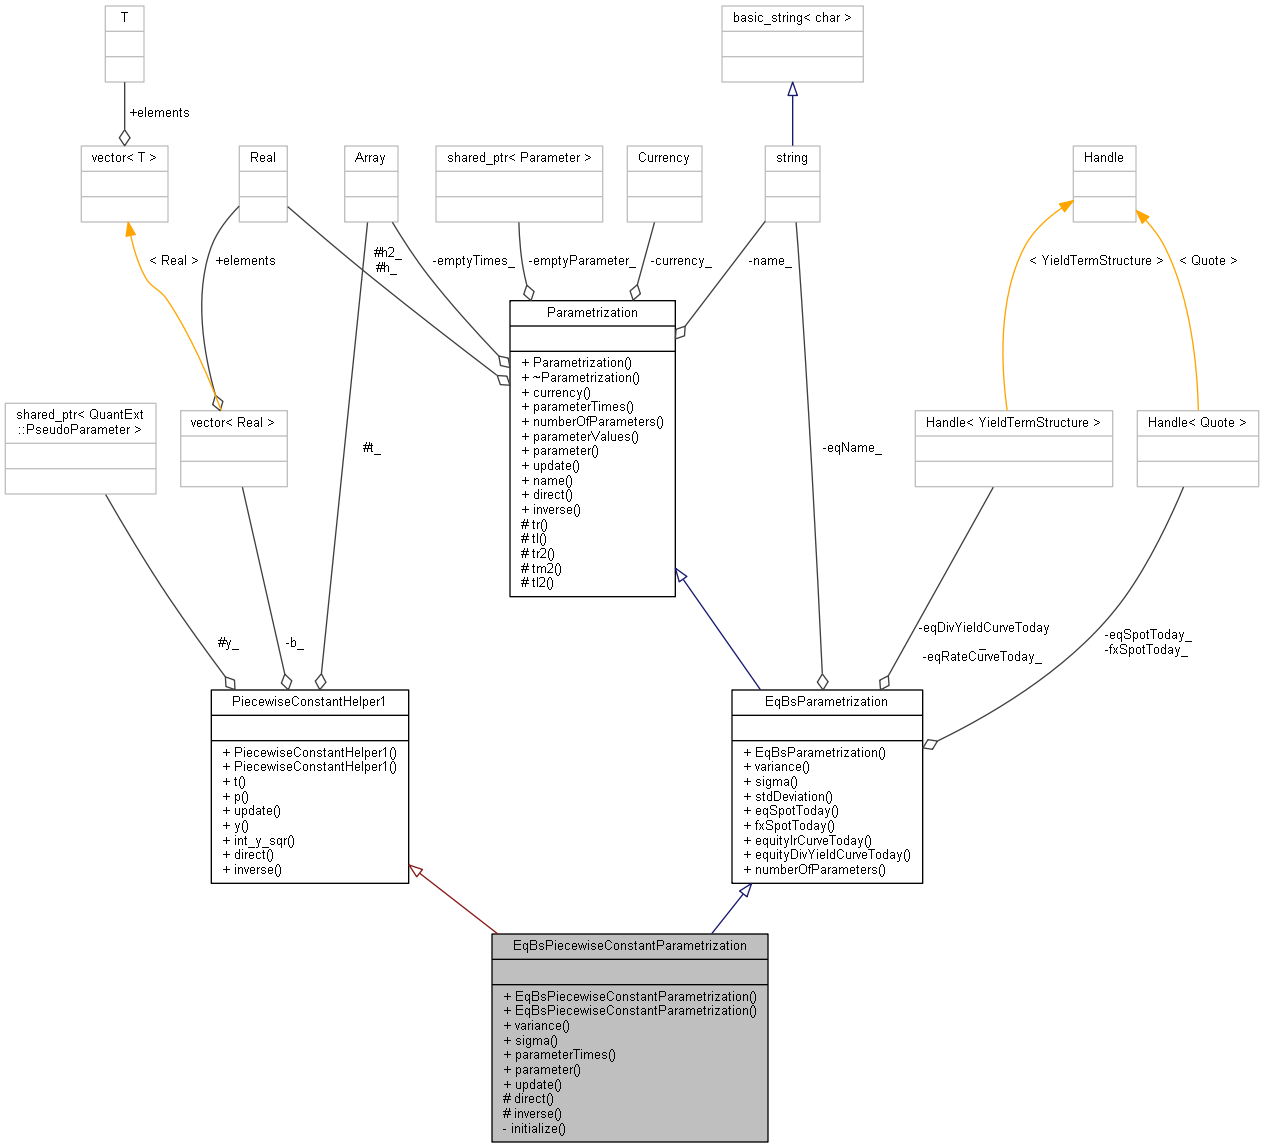 T
basic_string< char >
+elements
vector< T >
Real
Array
shared_ptr< Parameter >
Currency
string
Handle
< Real >
+elements
#h2_
#h_
-emptyTimes_
-emptyParameter_
-currency_
-name_
< YieldTermStructure >
< Quote >
Parametrization
+ Parametrization()
+ ~Parametrization()
+ currency()
+ parameterTimes()
+ numberOfParameters()
+ parameterValues()
+ parameter()
+ update()
+ name()
+ direct()
+ inverse()
# tr()
# tl()
# tr2()
# tm2()
# tl2()
shared_ptr< QuantExt
::PseudoParameter >
vector< Real >
#t_
-eqName_
Handle< YieldTermStructure >
Handle< Quote >
#y_
-b_
-eqDivYieldCurveToday
_
-eqRateCurveToday_
-eqSpotToday_
-fxSpotToday_
PiecewiseConstantHelper1
+ PiecewiseConstantHelper1()
+ PiecewiseConstantHelper1()
+ t()
+ p()
+ update()
+ y()
+ int_y_sqr()
+ direct()
+ inverse()
EqBsParametrization
+ EqBsParametrization()
+ variance()
+ sigma()
+ stdDeviation()
+ eqSpotToday()
+ fxSpotToday()
+ equityIrCurveToday()
+ equityDivYieldCurveToday()
+ numberOfParameters()
EqBsPiecewiseConstantParametrization
+ EqBsPiecewiseConstantParametrization()
+ EqBsPiecewiseConstantParametrization()
+ variance()
+ sigma()
+ parameterTimes()
+ parameter()
+ update()
# direct()
# inverse()
- initialize()